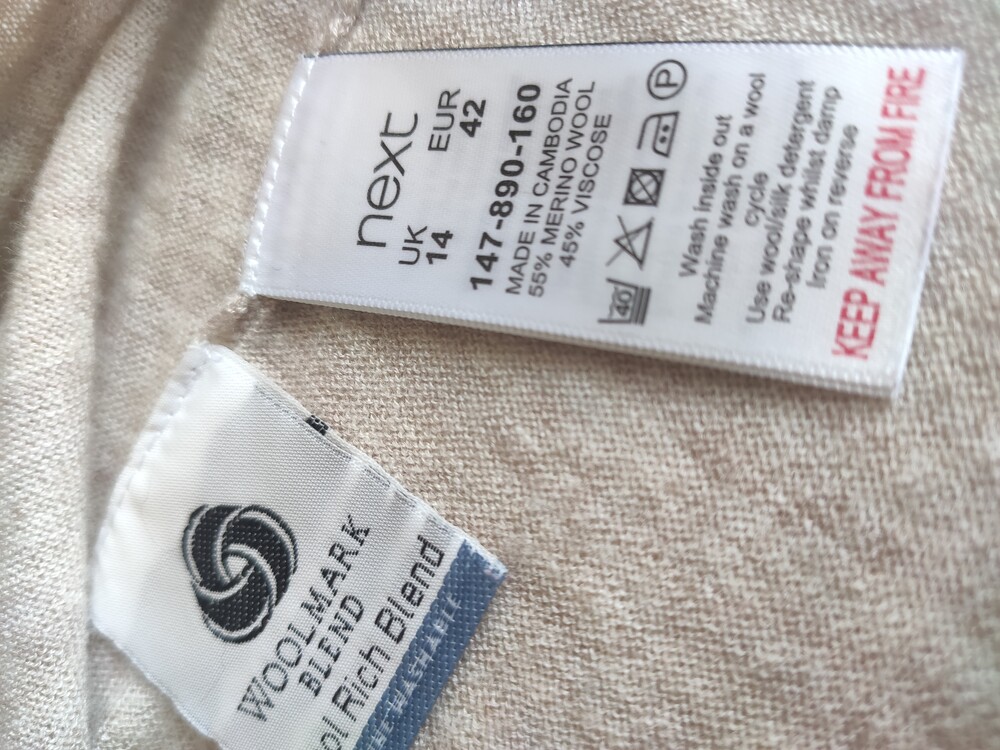 next
UK EUR
14 42
147-890-160
MADE IN CAMBODIA
55% MERINO WOOL
45% VISCOSE
40
P
Wash inside out
Machine wash on a wool
cycle
Use wool/silk detergent
Re-shape whilst damp
Iron on reverse
KEEP AWAY FROM FIRE
WOOLMARK
BLEND
ol Rich Blend